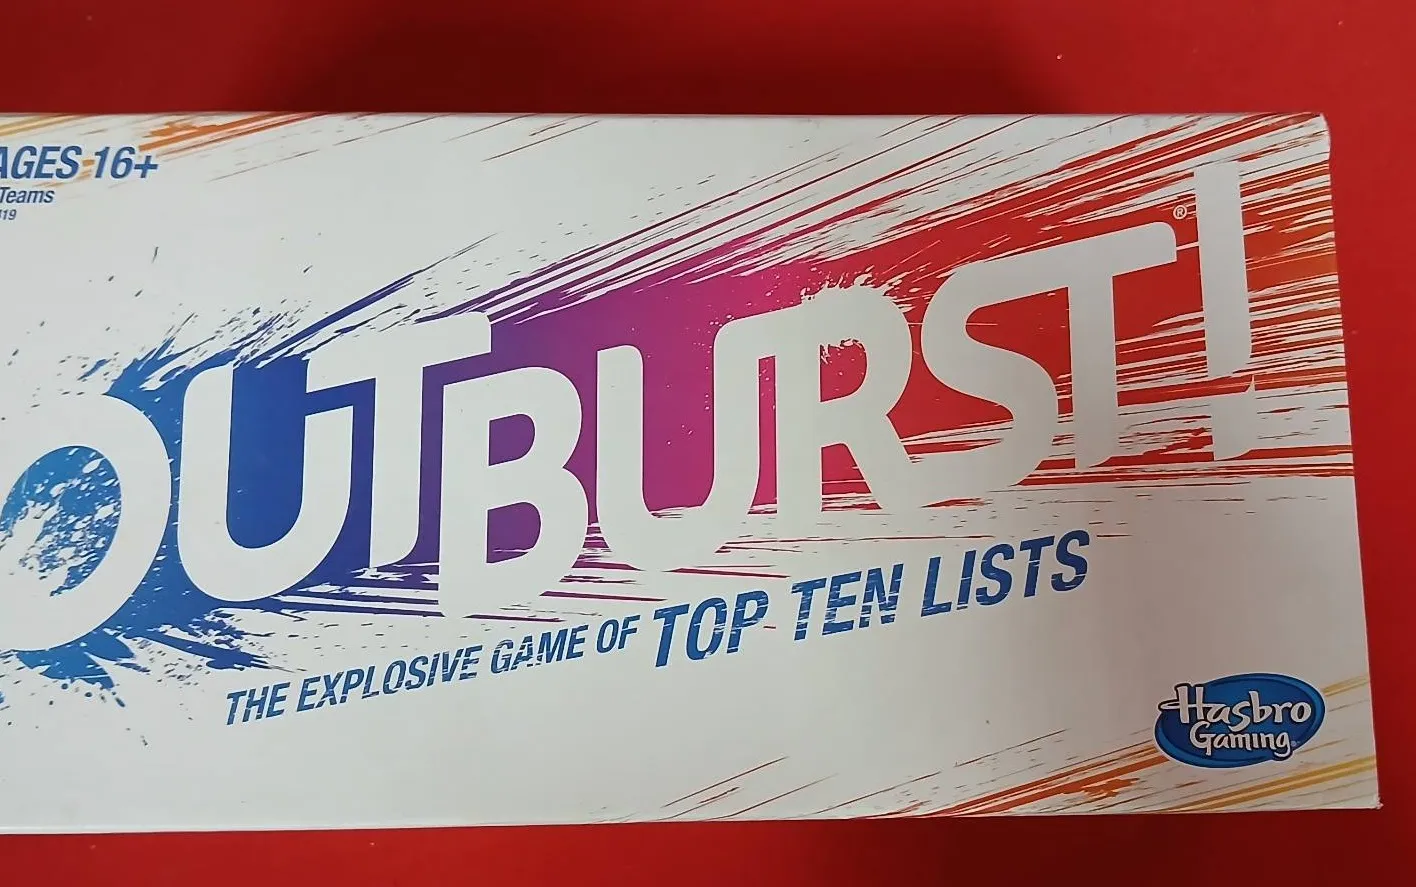 AGES 16+
Teams
OUTBURST!®
THE EXPLOSIVE GAME OF TOP TEN LISTS
Hasbro
Gaming